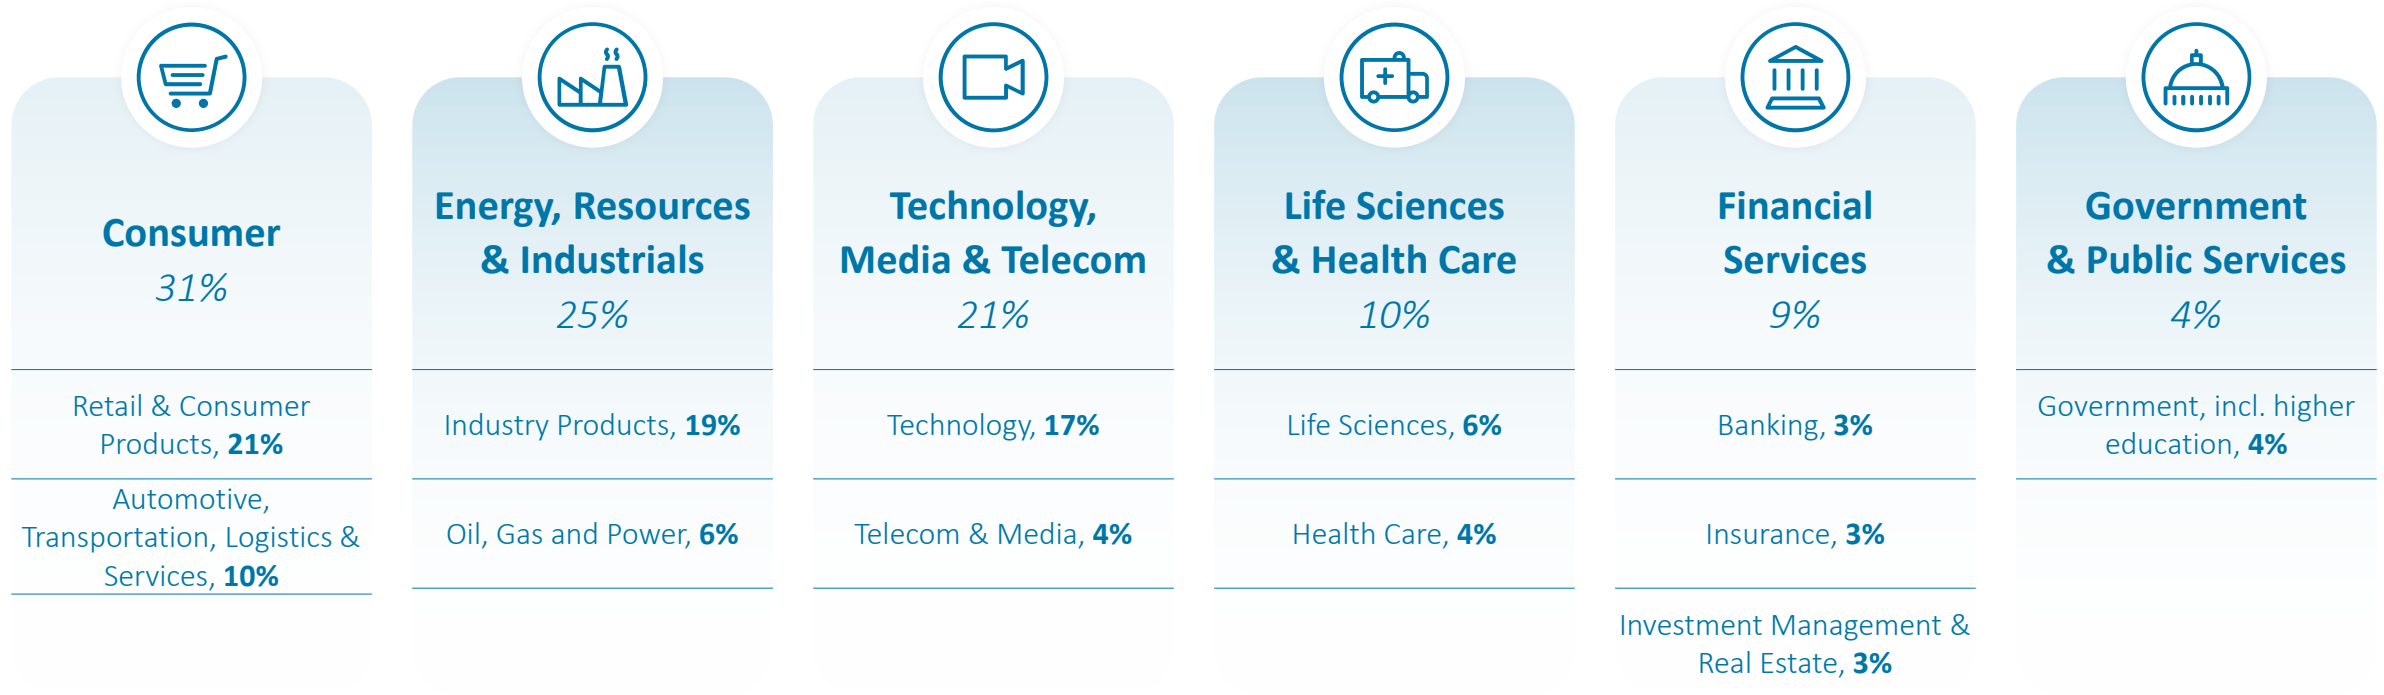 Consumer
31%
Retail & Consumer
Products, 21%
Automotive,
Transportation, Logistics &
Services, 10%
Energy, Resources
& Industrials
25%
Industry Products, 19%
Oil, Gas and Power, 6%
Technology,
Media & Telecom
21%
Technology, 17%
Telecom & Media, 4%
Life Sciences
& Health Care
10%
Life Sciences, 6%
Health Care, 4%
Financial
Services
9%
Banking, 3%
Insurance, 3%
Investment Management &
Real Estate, 3%
Government
& Public Services
4%
Government, incl. higher
education, 4%